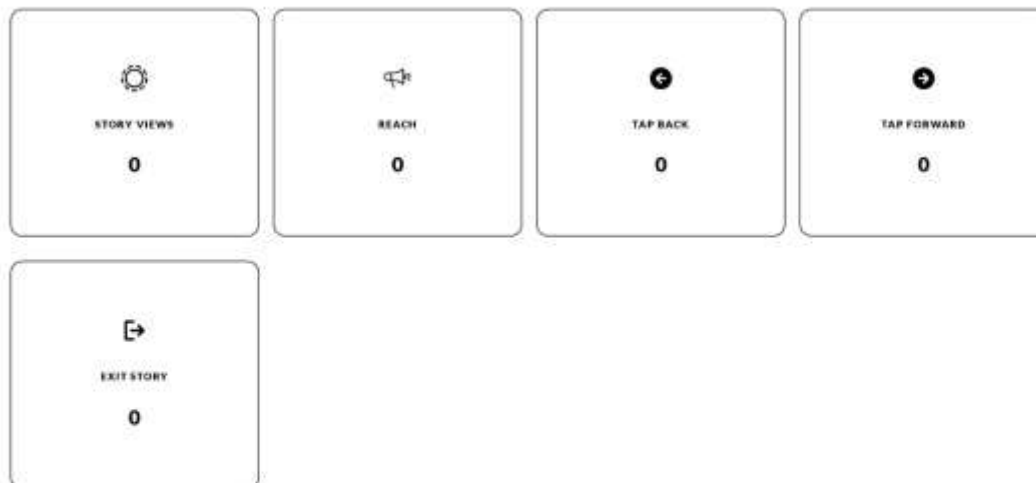 STORY VIEWS
0
REACH
0
TAP BACK
0
TAP FORWARD
0
EXIT STORY
0